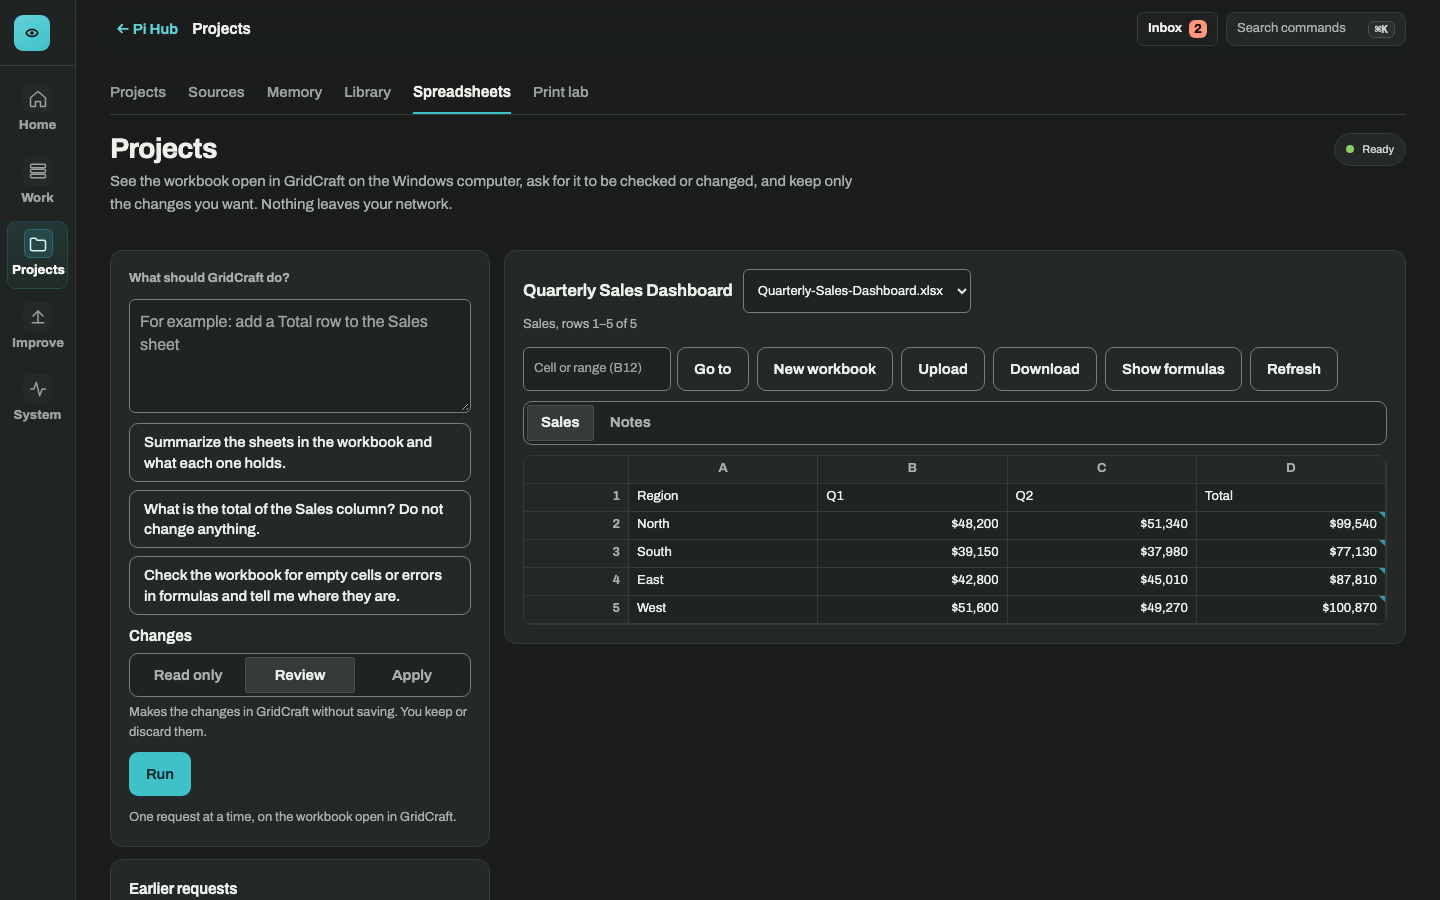 ← Pi Hub Projects
Inbox 2
Search commands ⌘K
Home
Work
Projects
Improve
System
Projects Sources Memory Library Spreadsheets Print lab
Projects
Ready
See the workbook open in GridCraft on the Windows computer, ask for it to be checked or changed, and keep only
the changes you want. Nothing leaves your network.
What should GridCraft do?
For example: add a Total row to the Sales
sheet
Summarize the sheets in the workbook and
what each one holds.
What is the total of the Sales column? Do not
change anything.
Check the workbook for empty cells or errors
in formulas and tell me where they are.
Changes
Read only Review Apply
Makes the changes in GridCraft without saving. You keep or
discard them.
Run
One request at a time, on the workbook open in GridCraft.
Earlier requests
Quarterly Sales Dashboard Quarterly-Sales-Dashboard.xlsx
Sales, rows 1–5 of 5
Cell or range (B12) Go to New workbook Upload Download Show formulas Refresh
Sales Notes
A B C D
1 Region Q1 Q2 Total
2 North $48,200 $51,340 $99,540
3 South $39,150 $37,980 $77,130
4 East $42,800 $45,010 $87,810
5 West $51,600 $49,270 $100,870